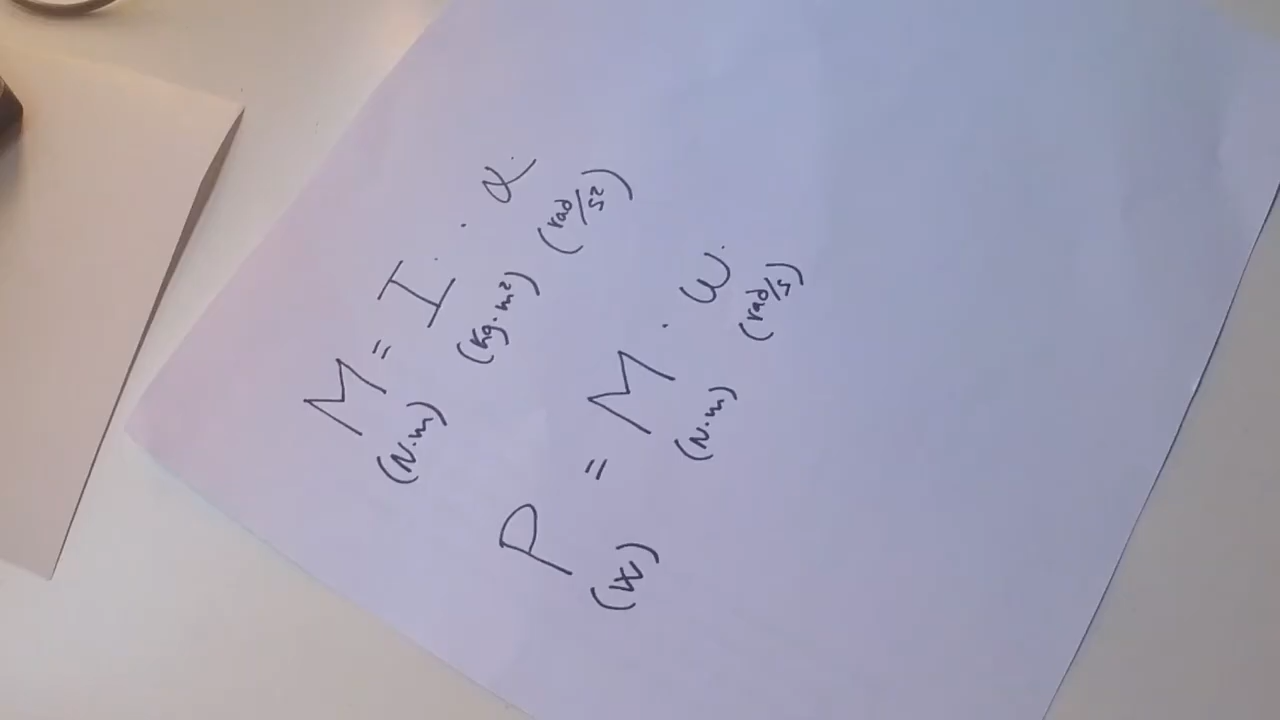 M = I · α
(N·m) (Kg·m²) (rad/s²)
P = M · ω
(W) (N·m) (rad/s)